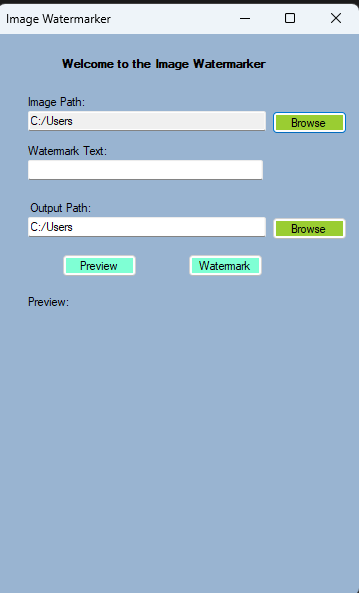 Image Watermarker
Welcome to the Image Watermarker
Image Path:
C:/Users
Browse
Watermark Text:
Output Path:
C:/Users
Browse
Preview
Watermark
Preview: